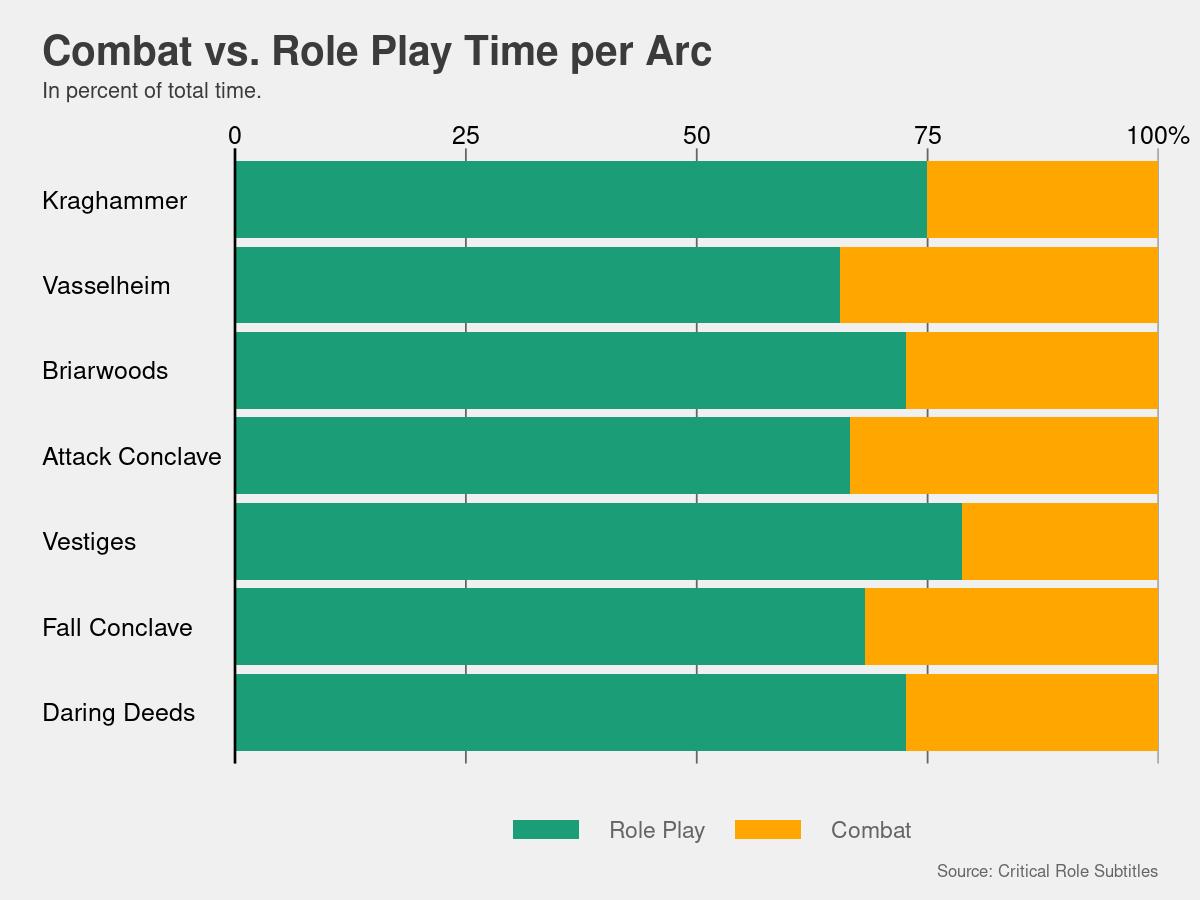 Combat vs. Role Play Time per Arc
In percent of total time.
0 25 50 75 100%
Kraghammer
Vasselheim
Briarwoods
Attack Conclave
Vestiges
Fall Conclave
Daring Deeds
Role Play Combat
Source: Critical Role Subtitles